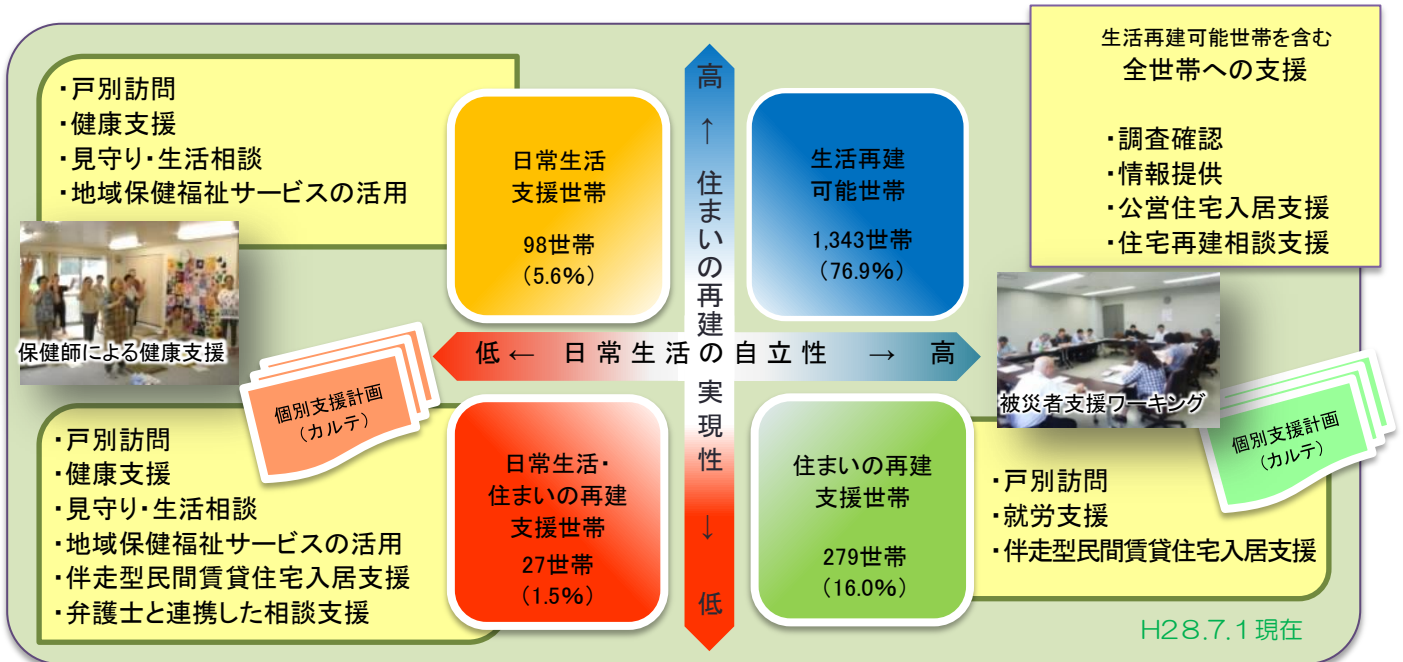 ・戸別訪問
・健康支援
・見守り・生活相談
・地域保健福祉サービスの活用
保健師による健康支援
日常生活
支援世帯
98世帯
（5.6％）
生活再建
可能世帯
1,343世帯
（76.9％）
生活再建可能世帯を含む
全世帯への支援
・調査確認
・情報提供
・公営住宅入居支援
・住宅再建相談支援
被災者支援ワーキング
高 ↑ 住まいの再建の実現性 ↓ 低
低 ← 日常生活の自立性 → 高
個別支援計画
（カルテ）
・戸別訪問
・健康支援
・見守り・生活相談
・地域保健福祉サービスの活用
・伴走型民間賃貸住宅入居支援
・弁護士と連携した相談支援
日常生活・
住まいの再建
支援世帯
27世帯
（1.5％）
住まいの再建
支援世帯
279世帯
（16.0％）
個別支援計画
（カルテ）
・戸別訪問
・就労支援
・伴走型民間賃貸住宅入居支援
H28.7.1現在